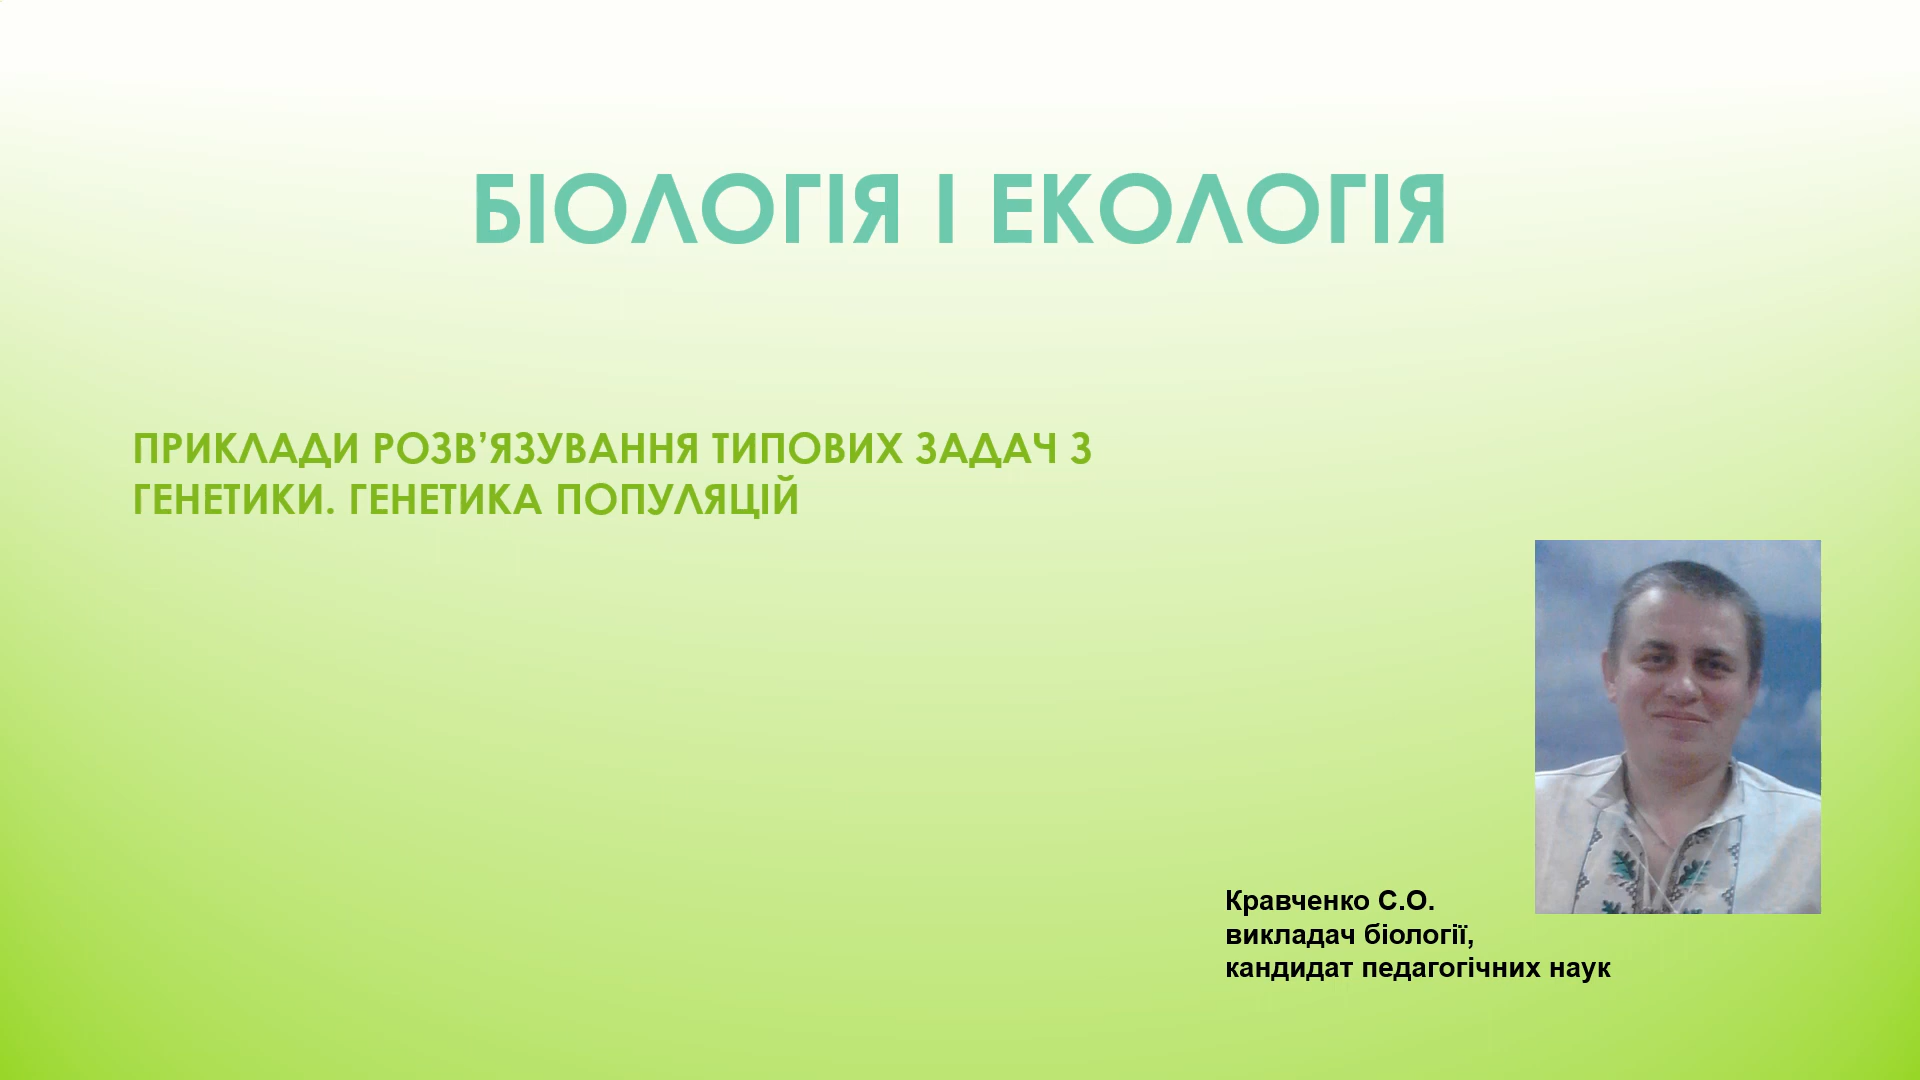 БІОЛОГІЯ І ЕКОЛОГІЯ
ПРИКЛАДИ РОЗВ’ЯЗУВАННЯ ТИПОВИХ ЗАДАЧ З
ГЕНЕТИКИ. ГЕНЕТИКА ПОПУЛЯЦІЙ
Кравченко С.О.
викладач біології,
кандидат педагогічних наук